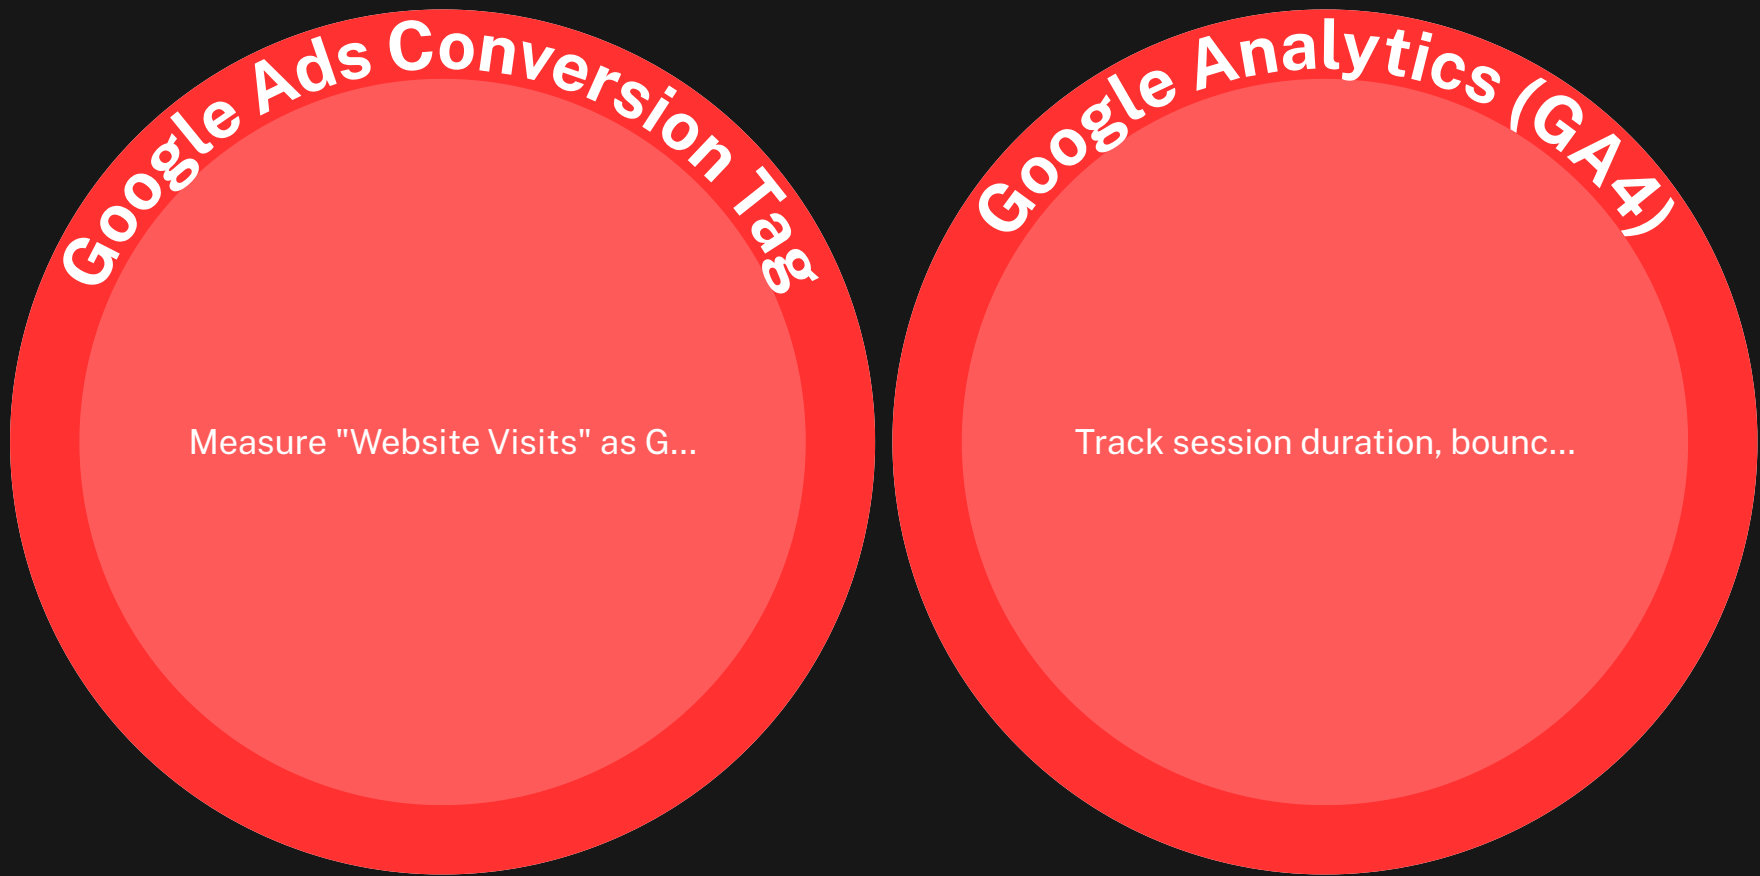 Google Ads Conversion Tag
Measure "Website Visits" as G...
Google Analytics (GA4)
Track session duration, bounc...